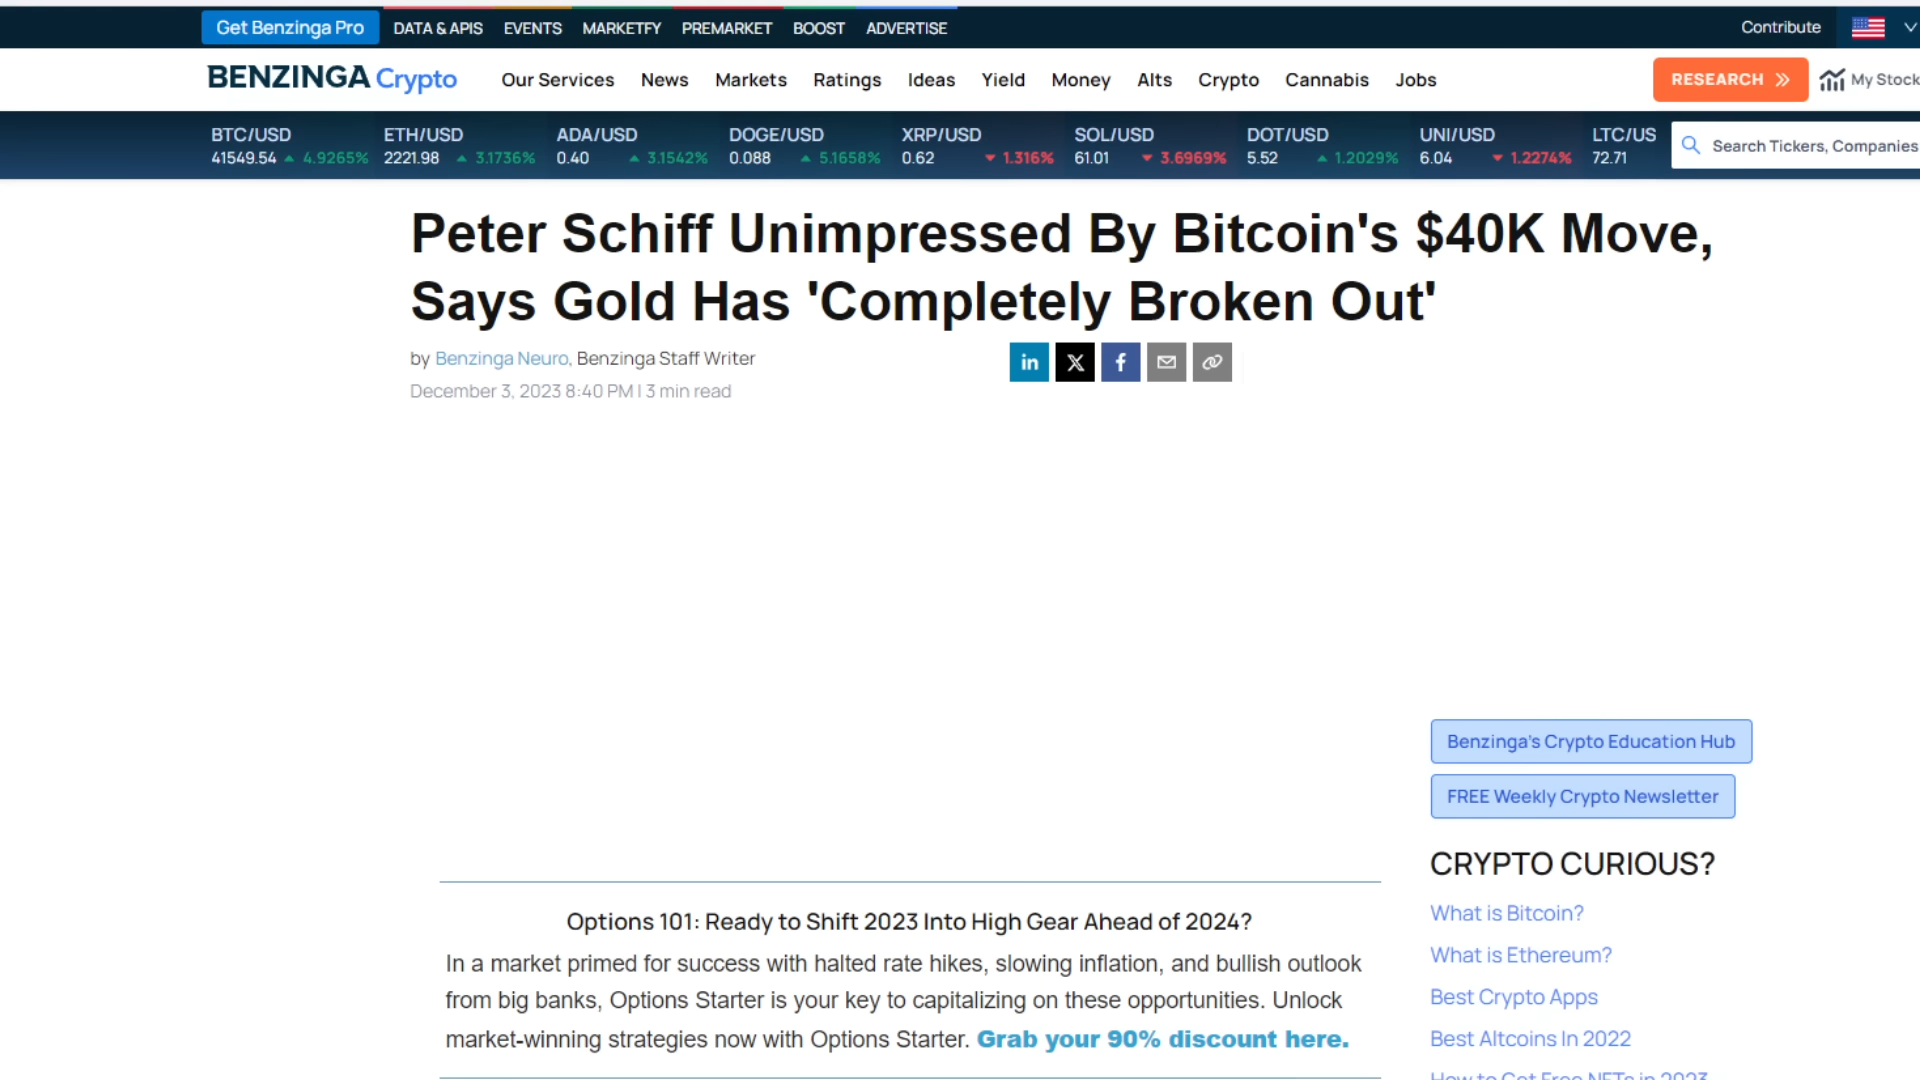 Get Benzinga Pro DATA & APIS EVENTS MARKETFY PREMARKET BOOST ADVERTISE Contribute
BENZINGA Crypto Our Services News Markets Ratings Ideas Yield Money Alts Crypto Cannabis Jobs RESEARCH My Stock
BTC/USD ETH/USD ADA/USD DOGE/USD XRP/USD SOL/USD DOT/USD UNI/USD LTC/US
41549.54 4.9265% 2221.98 3.1736% 0.40 3.1542% 0.088 5.1658% 0.62 1.316% 61.01 3.6969% 5.52 1.2029% 6.04 1.2274% 72.71
Search Tickers, Companies
Peter Schiff Unimpressed By Bitcoin's $40K Move,
Says Gold Has 'Completely Broken Out'
by Benzinga Neuro, Benzinga Staff Writer
December 3, 2023 8:40 PM | 3 min read
Benzinga's Crypto Education Hub
FREE Weekly Crypto Newsletter
CRYPTO CURIOUS?
What is Bitcoin?
What is Ethereum?
Best Crypto Apps
Best Altcoins In 2022
How to Get Free NFTs in 2023
Options 101: Ready to Shift 2023 Into High Gear Ahead of 2024?
In a market primed for success with halted rate hikes, slowing inflation, and bullish outlook
from big banks, Options Starter is your key to capitalizing on these opportunities. Unlock
market-winning strategies now with Options Starter. Grab your 90% discount here.